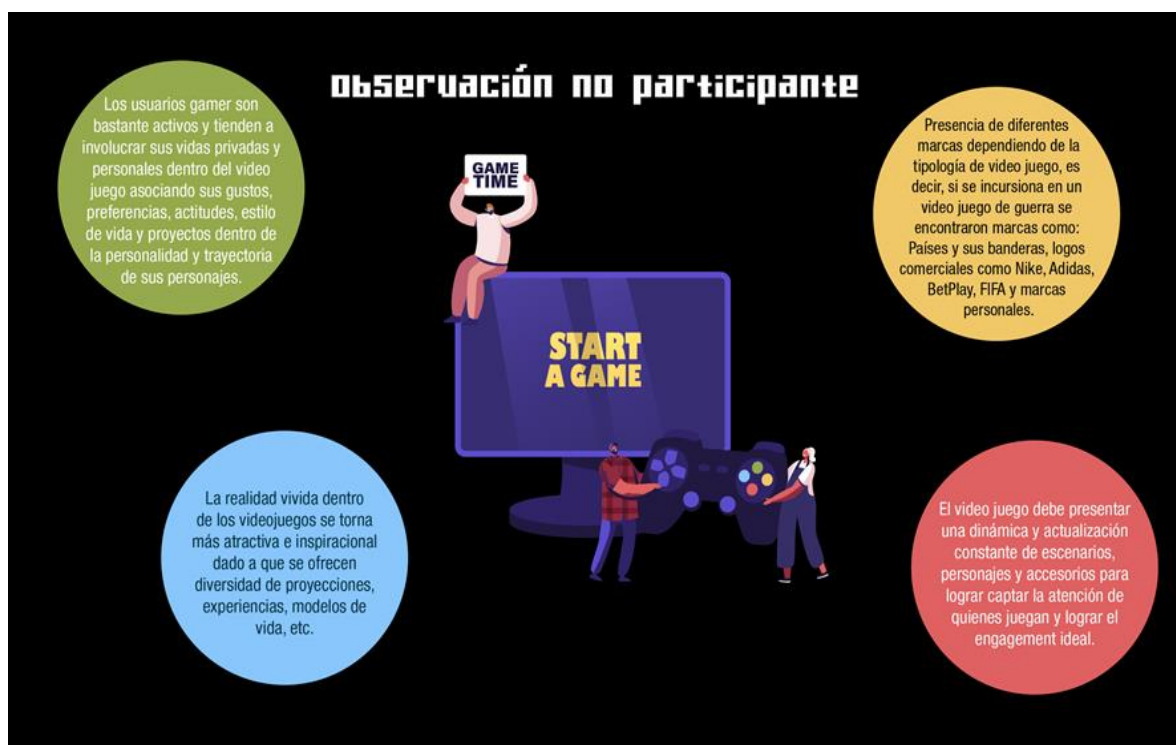 observación no participante
Los usuarios gamer son
bastante activos y tienden a
involucrar sus vidas privadas y
personales dentro del video
juego asociando sus gustos,
preferencias, actitudes, estilo
de vida y proyectos dentro de
la personalidad y trayectoria
de sus personajes.
GAME
TIME
START
A GAME
Presencia de diferentes
marcas dependiendo de la
tipología de video juego, es
decir, si se incursiona en un
video juego de guerra se
encontraron marcas como:
Países y sus banderas, logos
comerciales como Nike, Adidas,
BetPlay, FIFA y marcas
personales.
La realidad vivida dentro
de los videojuegos se torna
más atractiva e inspiracional
dado a que se ofrecen
diversidad de proyecciones,
experiencias, modelos de
vida, etc.
El video juego debe presentar
una dinámica y actualización
constante de escenarios,
personajes y accesorios para
lograr captar la atención de
quienes juegan y lograr el
engagement ideal.